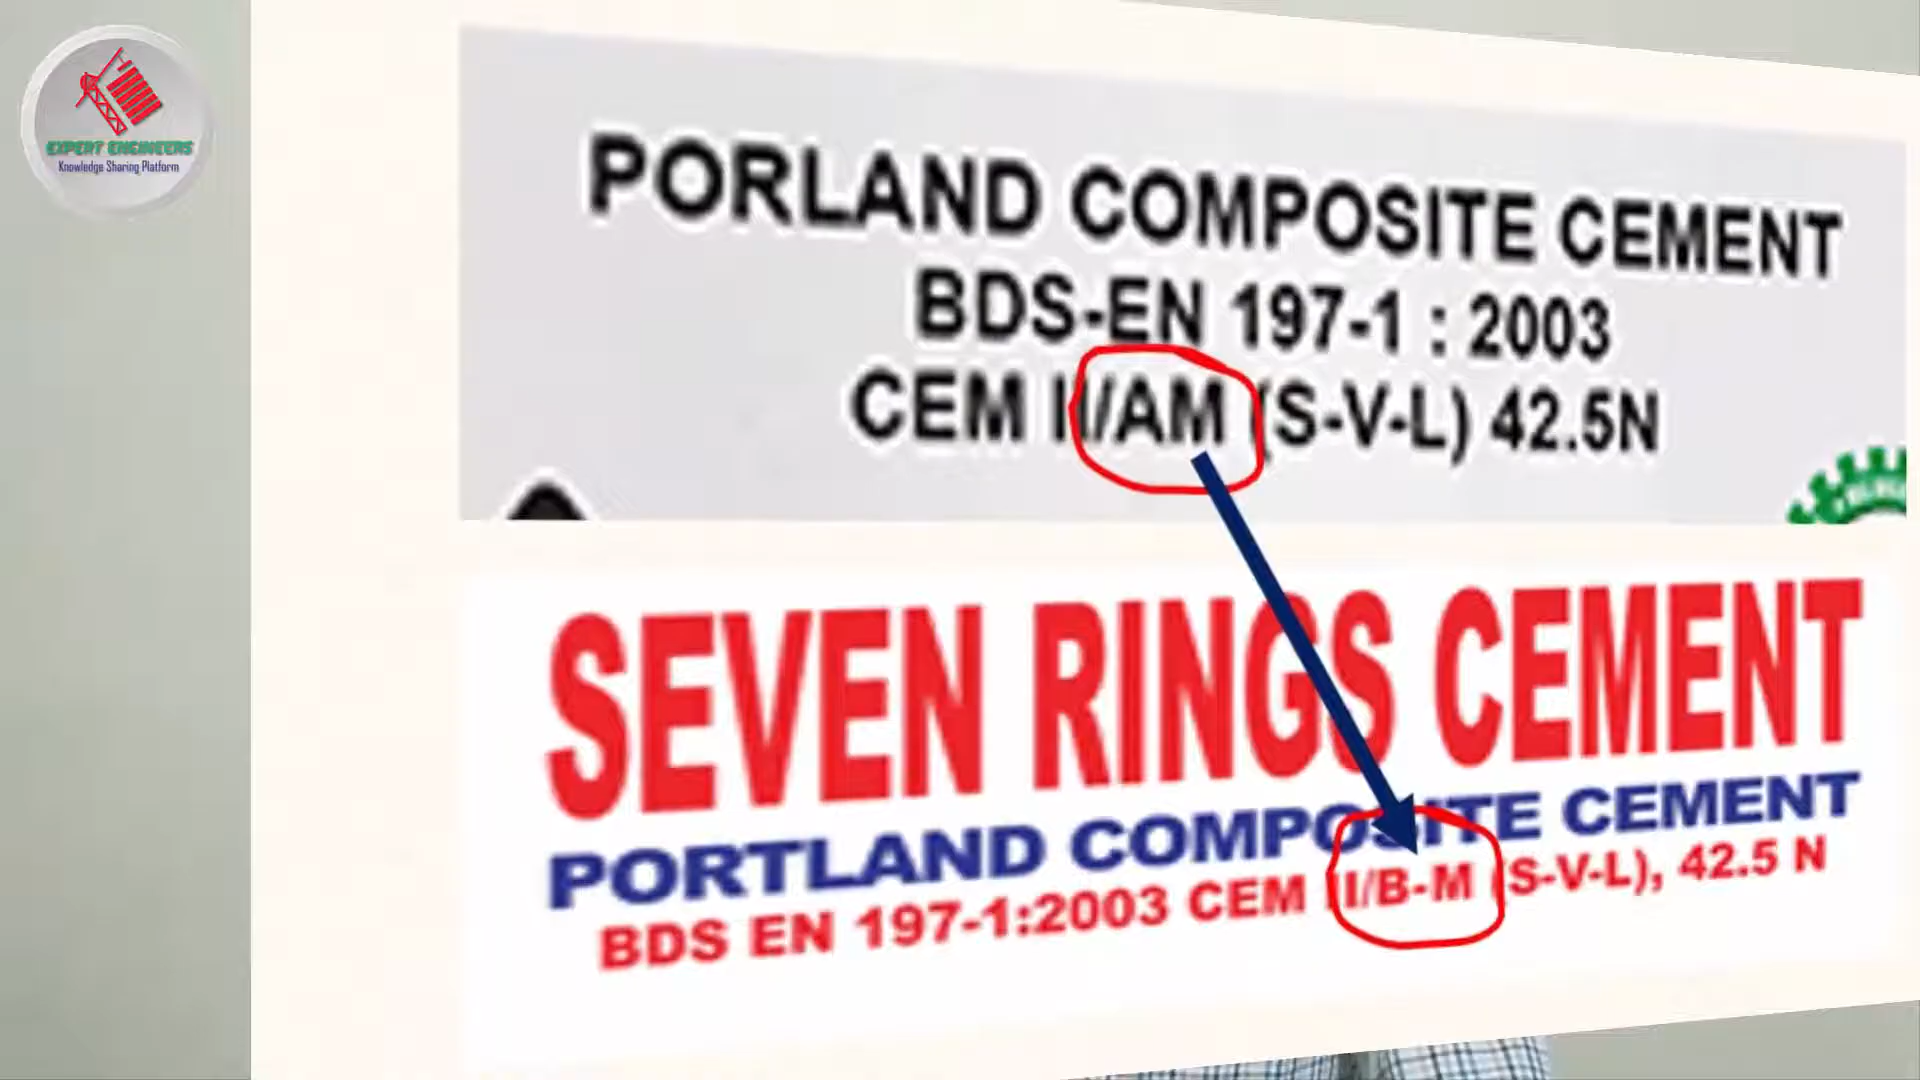 EXPERT ENGINEERS
Knowledge Sharing Platform
PORLAND COMPOSITE CEMENT
BDS-EN 197-1 : 2003
CEM II/AM (S-V-L) 42.5N
SEVEN RINGS CEMENT
PORTLAND COMPOSITE CEMENT
BDS EN 197-1:2003 CEM II/B-M (S-V-L), 42.5 N